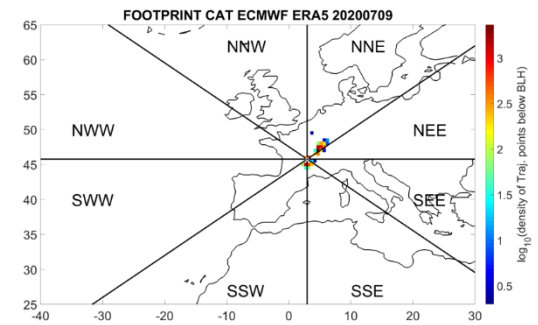 FOOTPRINT CAT ECMWF ERA5 20200709
65
60
55
50
45
40
35
30
25
NNW
NNE
NWW
NEE
SWW
SEE
SSW
SSE
-40
-30
-20
-10
0
10
20
30
3
2.5
2
1.5
1
0.5
log10(density of Traj. points below BLH)